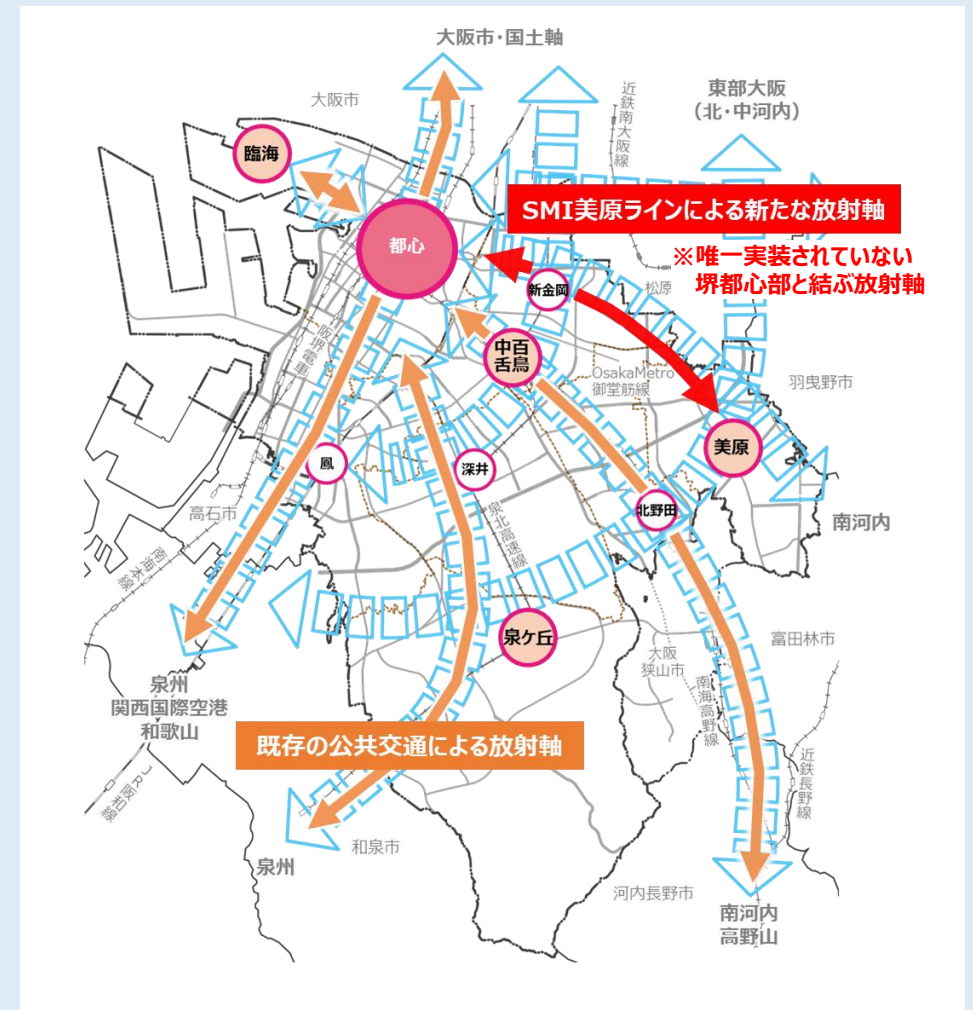 大阪市・国土軸
大阪市
近鉄南大阪線
東部大阪
(北・中河内)
臨海
SMI美原ラインによる新たな放射軸
都心
※唯一実装されていない
堺都心部と結ぶ放射軸
新金岡
松原
阪堺電車
中百
舌鳥
OsakaMetro
御堂筋線
羽曳野市
美原
鳳
深井
北野田
高石市
泉北高速線
南河内
南海本線
泉ケ丘
大阪
狭山市
富田林市
泉州
関西国際空港
和歌山
南海高野線
既存の公共交通による放射軸
近鉄長野線
JR阪和線
和泉市
泉州
河内長野市
南河内
高野山